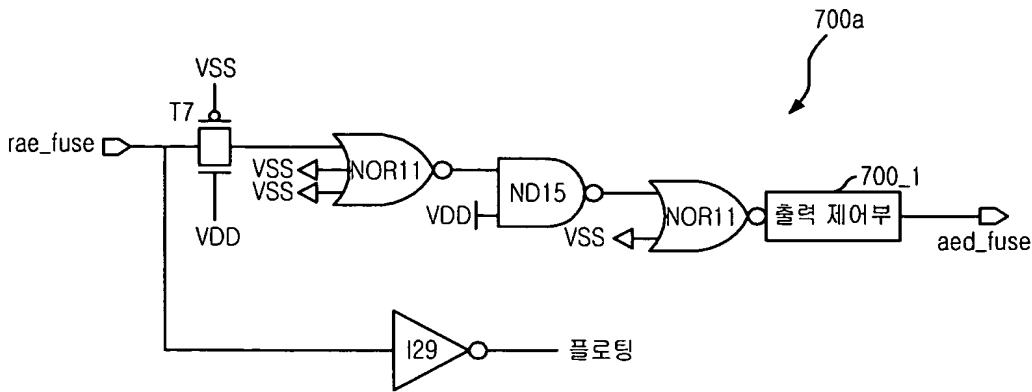 700a
VSS
T7
rae_fuse
VDD
VSS
VSS
NOR11
VDD
ND15
VSS
NOR11
700_1
출력 제어부
aed_fuse
I29
플로팅